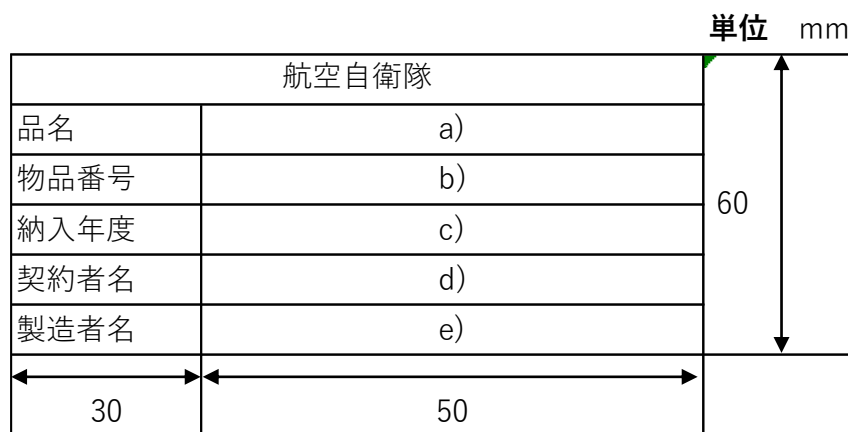 単位 mm
航空自衛隊
品名 a)
物品番号 b)
納入年度 c)
契約者名 d)
製造者名 e)
60
30 50